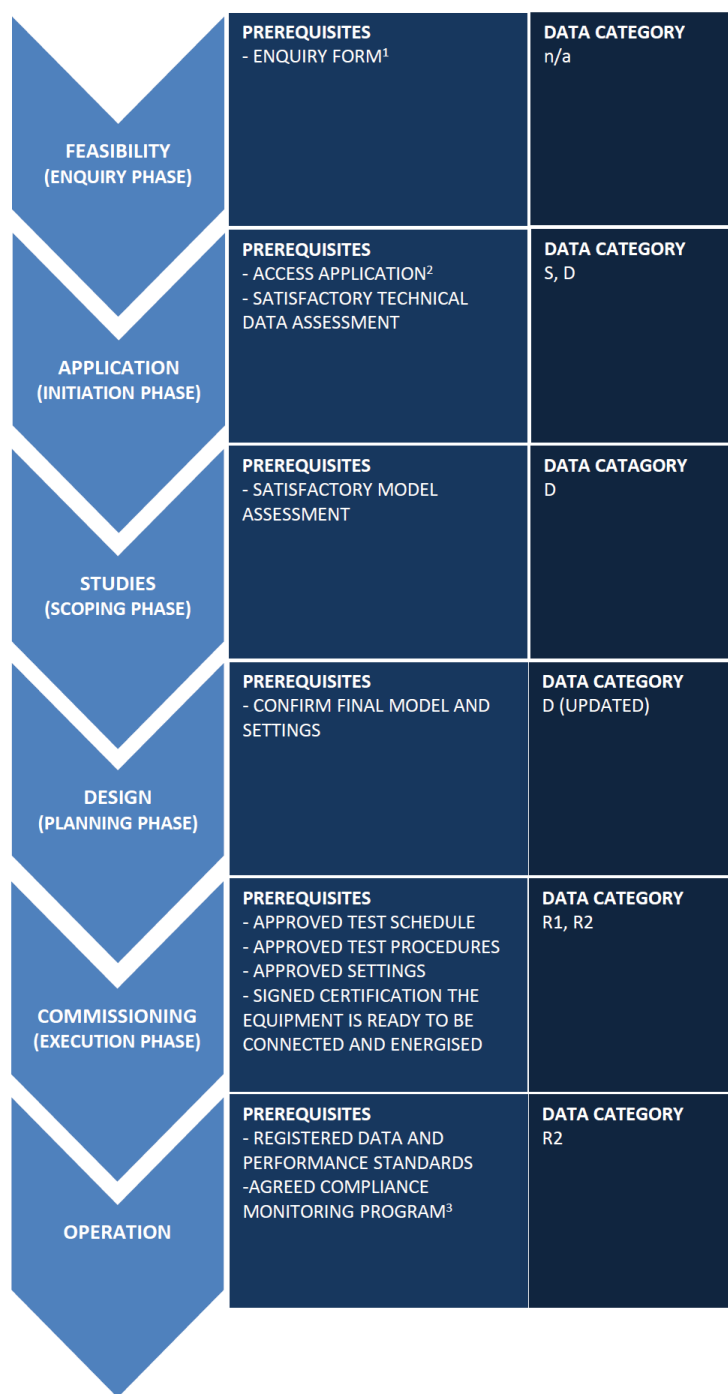 FEASIBILITY
(ENQUIRY PHASE)
PREREQUISITES
- ENQUIRY FORM¹
DATA CATEGORY
n/a
APPLICATION
(INITIATION PHASE)
PREREQUISITES
- ACCESS APPLICATION²
- SATISFACTORY TECHNICAL
DATA ASSESSMENT
DATA CATEGORY
S, D
STUDIES
(SCOPING PHASE)
PREREQUISITES
- SATISFACTORY MODEL
ASSESSMENT
DATA CATAGORY
D
DESIGN
(PLANNING PHASE)
PREREQUISITES
- CONFIRM FINAL MODEL AND
SETTINGS
DATA CATEGORY
D (UPDATED)
COMMISSIONING
(EXECUTION PHASE)
PREREQUISITES
- APPROVED TEST SCHEDULE
- APPROVED TEST PROCEDURES
- APPROVED SETTINGS
- SIGNED CERTIFICATION THE
EQUIPMENT IS READY TO BE
CONNECTED AND ENERGISED
DATA CATEGORY
R1, R2
OPERATION
PREREQUISITES
- REGISTERED DATA AND
PERFORMANCE STANDARDS
-AGREED COMPLIANCE
MONITORING PROGRAM³
DATA CATEGORY
R2